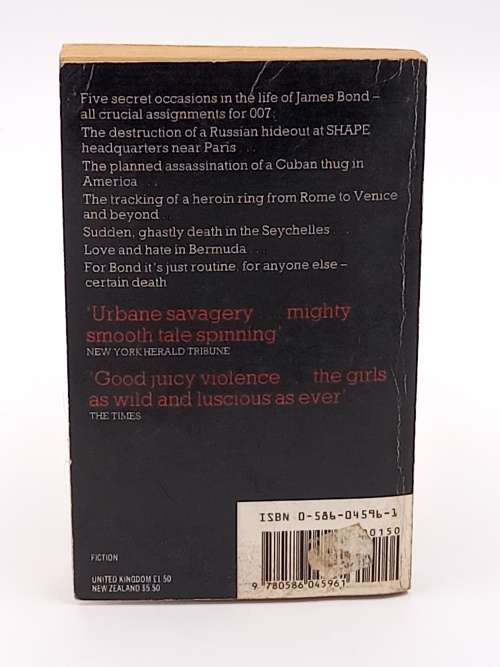 Five secret occasions in the life of James Bond –
all crucial assignments for 007:
The destruction of a Russian hideout at SHAPE
headquarters near Paris . . .
The planned assassination of a Cuban thug in
America . . .
The tracking of a heroin ring from Rome to Venice
and beyond . . .
Sudden, ghastly death in the Seychelles . . .
Love and hate in Bermuda . . .
For Bond it's just routine, for anyone else –
certain death
'Urbane savagery . . . mighty
smooth tale spinning'
NEW YORK HERALD TRIBUNE
'Good juicy violence . . . the girls
as wild and luscious as ever'
THE TIMES
ISBN 0-586-04596-1
0150
9 780586 045961
FICTION
UNITED KINGDOM £1.50
NEW ZEALAND $5.50